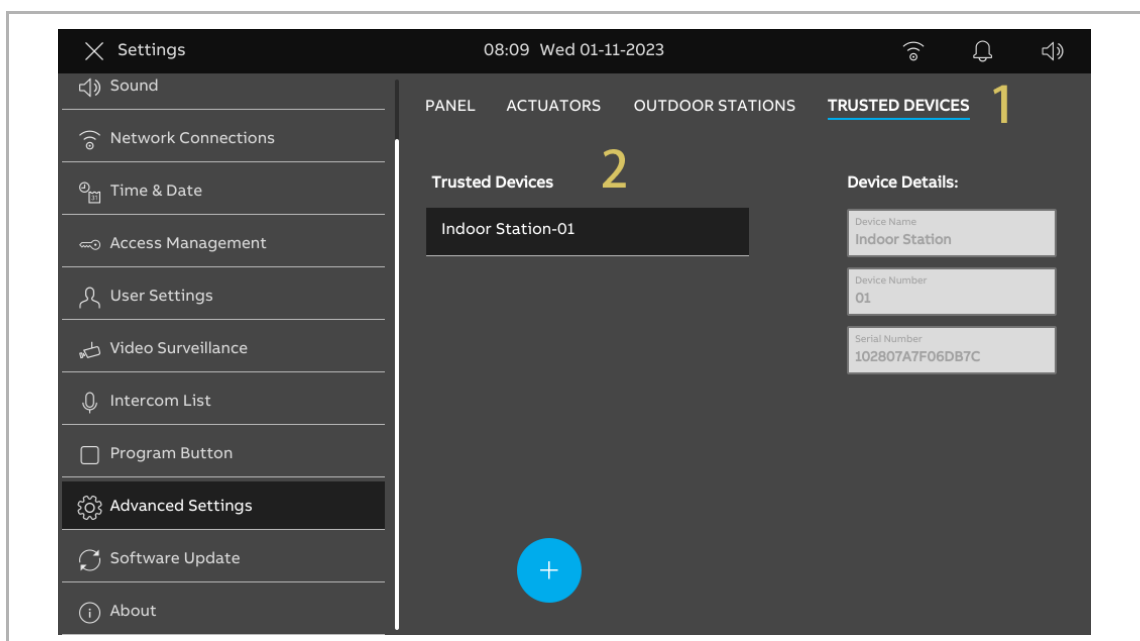 Settings
08:09 Wed 01-11-2023
Sound
Network Connections
Time & Date
Access Management
User Settings
Video Surveillance
Intercom List
Program Button
Advanced Settings
Software Update
About
PANEL ACTUATORS OUTDOOR STATIONS TRUSTED DEVICES 1
Trusted Devices 2
Indoor Station-01
+
Device Details:
Device Name
Indoor Station
Device Number
01
Serial Number
102807A7F06DB7C